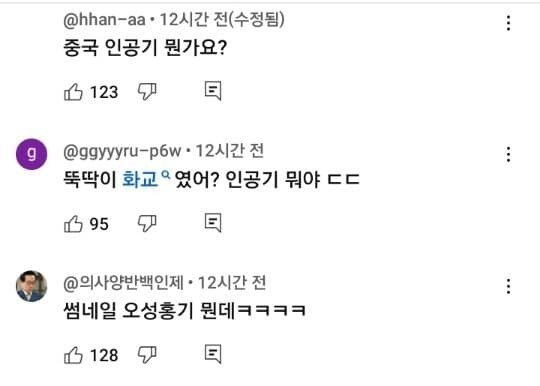 @hhan-aa • 12시간 전(수정됨)
중국 인공기 뭔가요?
123
g
@ggyyyru-p6w • 12시간 전
뚝딱이 화교 였어? 인공기 뭐야 ㄷㄷ
95
@의사양반백인제 • 12시간 전
썸네일 오성홍기 뭔데ㅋㅋㅋㅋ
128